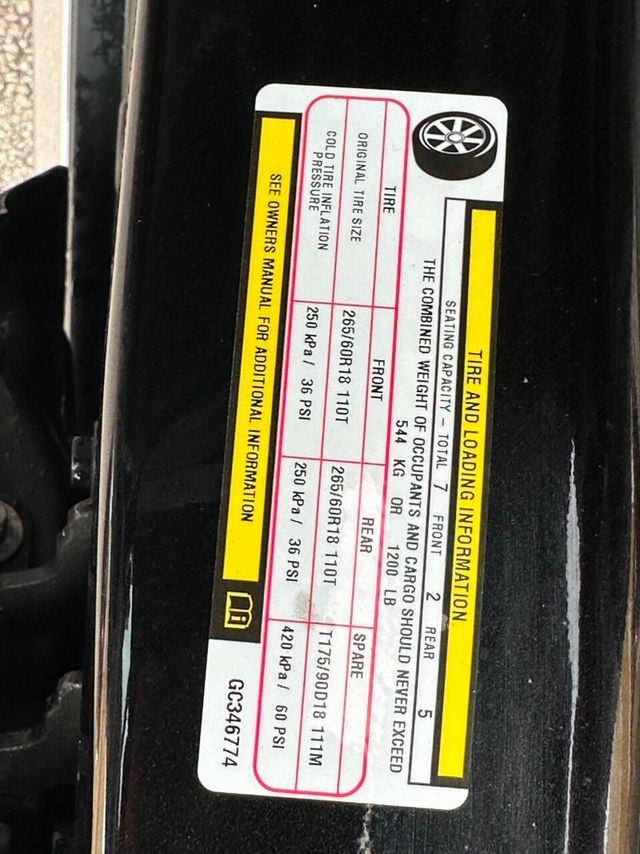 TIRE AND LOADING INFORMATION
SEATING CAPACITY – TOTAL 7 FRONT 2 REAR 5
THE COMBINED WEIGHT OF OCCUPANTS AND CARGO SHOULD NEVER EXCEED
544 KG OR 1200 LB
TIRE FRONT REAR SPARE
ORIGINAL TIRE SIZE 265/60R18 110T 265/60R18 110T T175/90D18 111M
COLD TIRE INFLATION
PRESSURE 250 kPa / 36 PSI 250 kPa / 36 PSI 420 kPa / 60 PSI
SEE OWNERS MANUAL FOR ADDITIONAL INFORMATION
GC346774